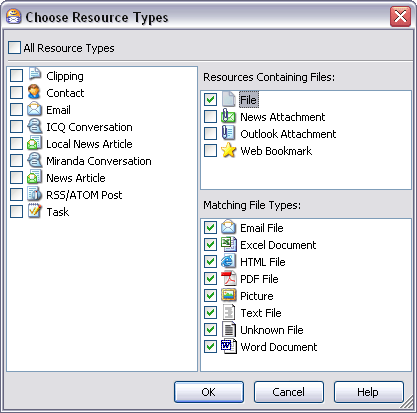 Choose Resource Types
All Resource Types
Clipping
Contact
Email
ICQ Conversation
Local News Article
Miranda Conversation
News Article
RSS/ATOM Post
Task
Resources Containing Files:
File
News Attachment
Outlook Attachment
Web Bookmark
Matching File Types:
Email File
Excel Document
HTML File
PDF File
Picture
Text File
Unknown File
Word Document
OK
Cancel
Help